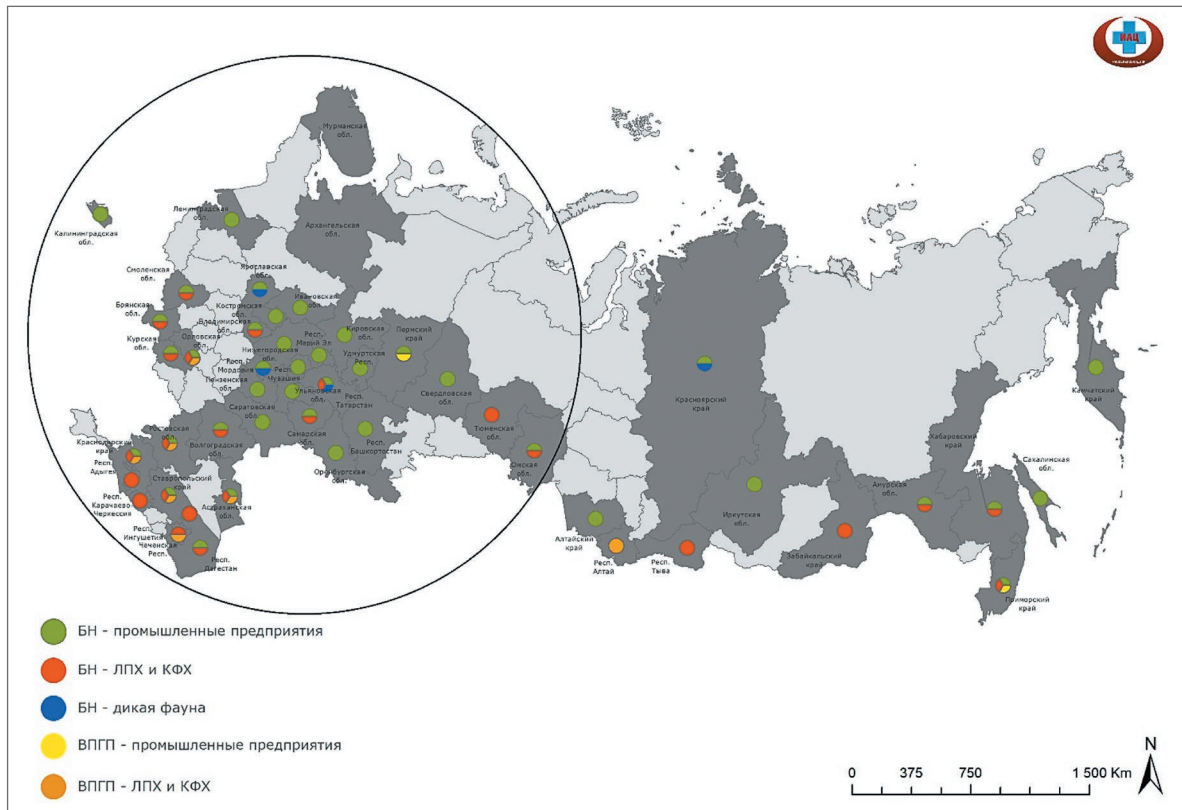 ИАЦ
Мурманская
обл.
Ленинградская
обл.
Калининградская
обл.
Архангельская
обл.
Смоленская
обл.
Ярославская
обл.
Ивановская
обл.
Костромская
обл.
Брянская
обл.
Владимирская
обл.
Кировская
обл.
Пермский
край
Курская
обл.
Орловская
обл.
Респ.
Марий Эл
Нижегородская
обл.
Удмуртская
Респ.
Респ.
Мордовия
Респ.
Чувашия
Пензенская
обл.
Ульяновская
обл.
Респ.
Татарстан
Свердловская
обл.
Красноярский
край
Камчатский
край
Саратовская
обл.
Тюменская
обл.
Ростовская
обл.
Волгоградская
обл.
Самарская
обл.
Респ.
Башкортостан
Хабаровский
край
Краснодарский
край
Респ.
Адыгея
Оренбургская
обл.
Омская
обл.
Сахалинская
обл.
Ставропольский
край
Амурская
обл.
Респ.
Карачаево-
Черкессия
Астраханская
обл.
Иркутская
обл.
Алтайский
край
Респ.
Ингушетия
Чеченская
Респ.
Забайкальский
край
Респ.
Дагестан
Респ.
Алтай
Респ.
Тыва
Приморский
край
БН - промышленные предприятия
БН - ЛПХ и КФХ
БН - дикая фауна
ВПГП - промышленные предприятия
ВПГП - ЛПХ и КФХ
N
0 375 750 1 500 Km